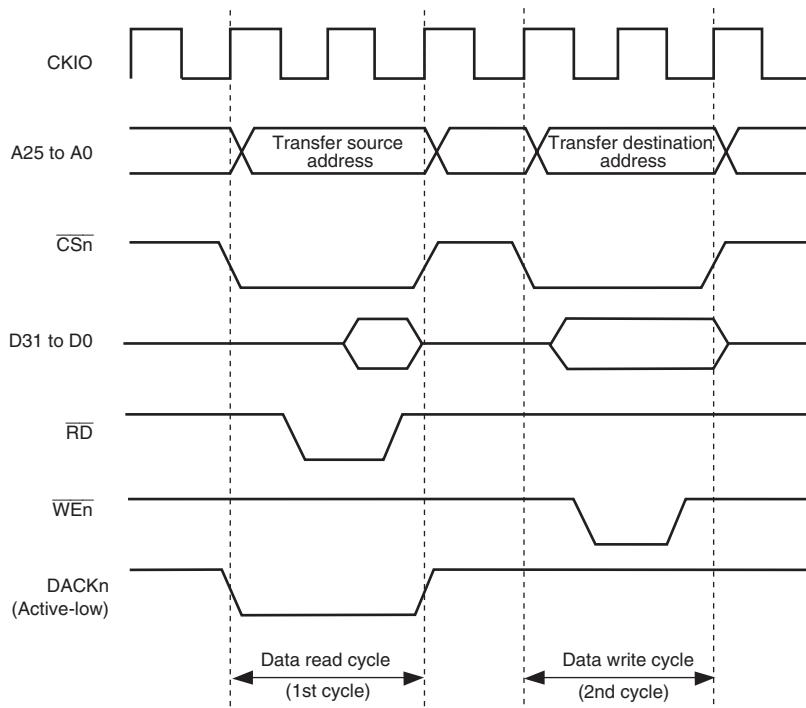 CKIO
A25 to A0
Transfer source
address
Transfer destination
address
CSn
D31 to D0
RD
WEn
DACKn
(Active-low)
Data read cycle
(1st cycle)
Data write cycle
(2nd cycle)